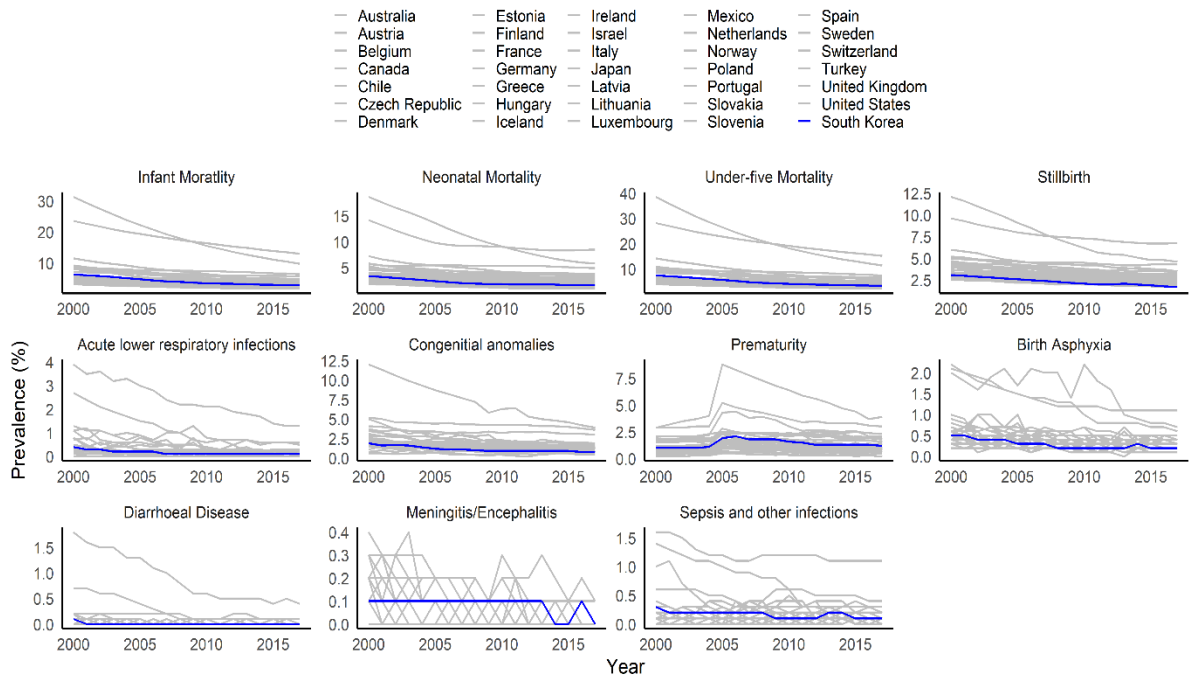 Australia Estonia Ireland Mexico Spain
Austria Finland Israel Netherlands Sweden
Belgium France Italy Norway Switzerland
Canada Germany Japan Poland Turkey
Chile Greece Latvia Portugal United Kingdom
Czech Republic Hungary Lithuania Slovakia United States
Denmark Iceland Luxembourg Slovenia South Korea
Infant Moratlity Neonatal Mortality Under-five Mortality Stillbirth
30 20 10
15 10 5
40 30 20 10
12.5 10.0 7.5 5.0 2.5
2000 2005 2010 2015 2000 2005 2010 2015 2000 2005 2010 2015 2000 2005 2010 2015
Acute lower respiratory infections Congenitial anomalies Prematurity Birth Asphyxia
4 3 2 1 0
12.5 10.0 7.5 5.0 2.5 0.0
7.5 5.0 2.5 0.0
2.0 1.5 1.0 0.5 0.0
2000 2005 2010 2015 2000 2005 2010 2015 2000 2005 2010 2015 2000 2005 2010 2015
Prevalence (%)
Diarrhoeal Disease Meningitis/Encephalitis Sepsis and other infections
1.5 1.0 0.5 0.0
0.4 0.3 0.2 0.1 0.0
1.5 1.0 0.5 0.0
2000 2005 2010 2015 2000 2005 2010 2015 2000 2005 2010 2015
Year